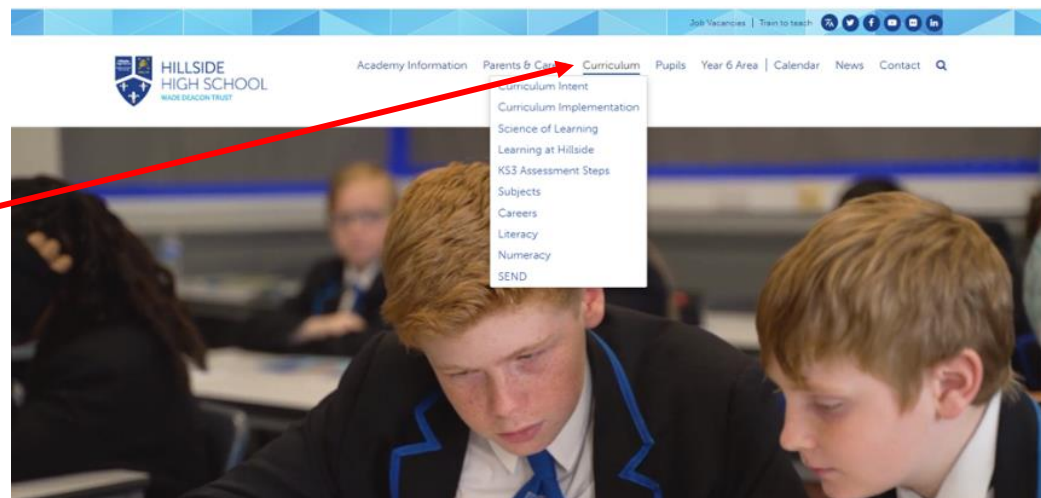 Job Vacancies | Train to teach
HILLSIDE
HIGH SCHOOL
WADE DEACON TRUST
Academy Information Parents & Curriculum Pupils Year 6 Area | Calendar News Contact
Curriculum Intent
Curriculum Implementation
Science of Learning
Learning at Hillside
KS3 Assessment Steps
Subjects
Careers
Literacy
Numeracy
SEND